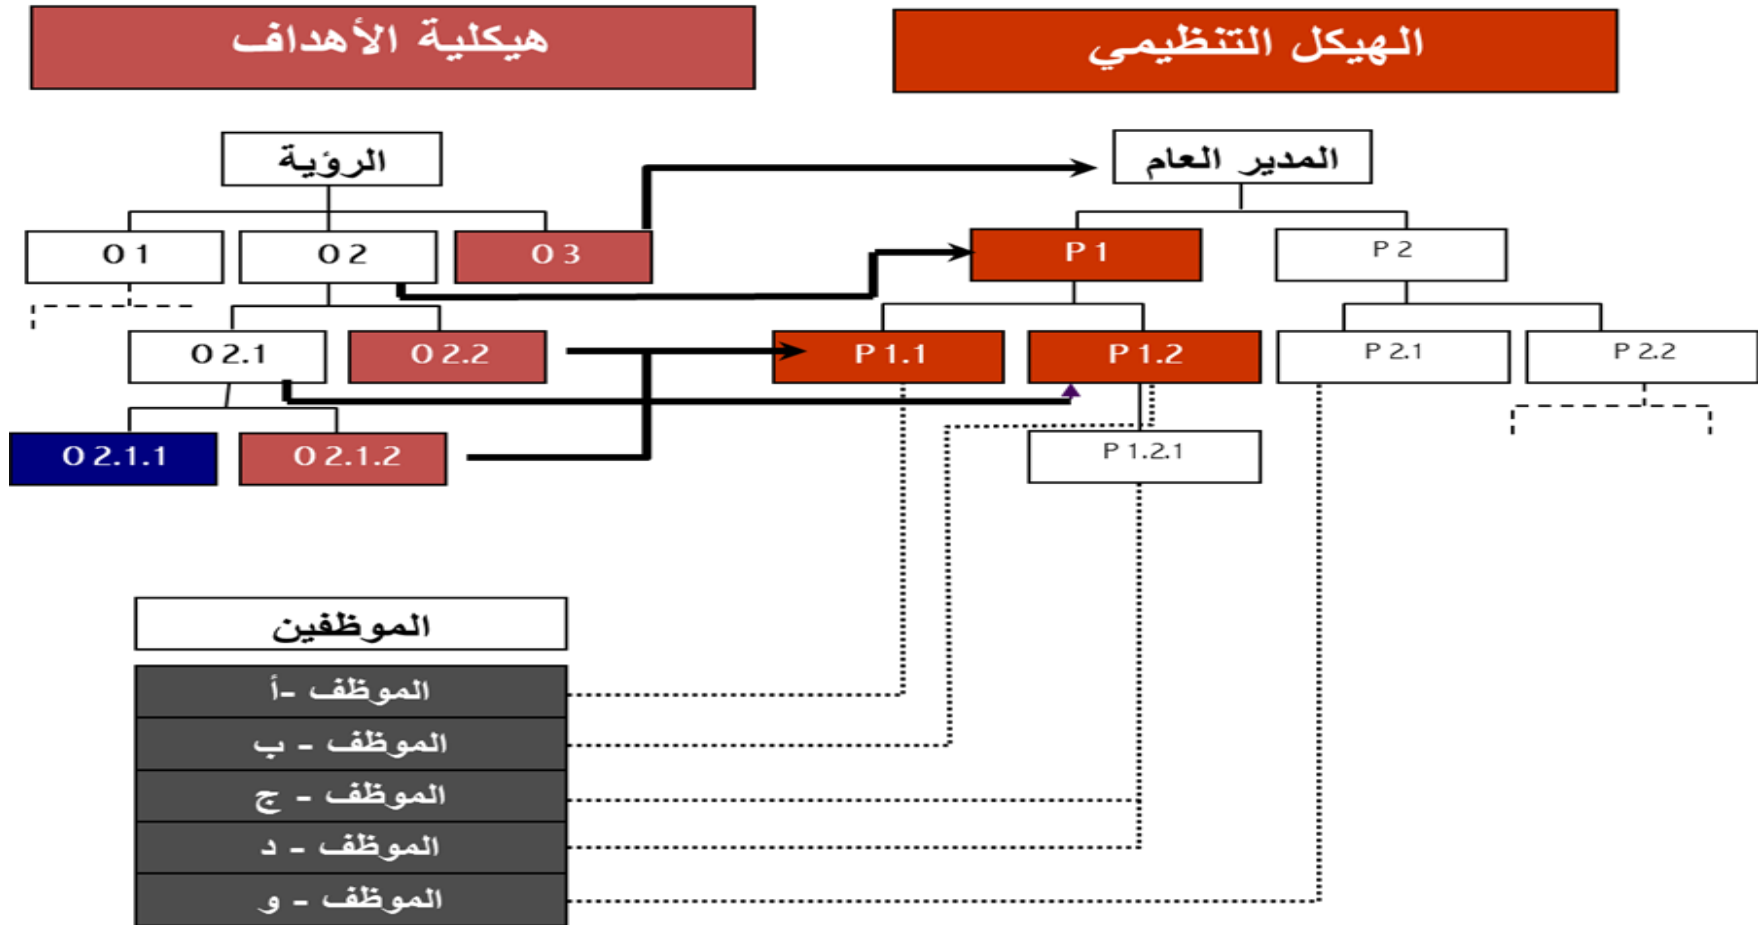 الهيكل التنظيمي
هيكلية الأهداف
المدير العام
الرؤية
O 1
O 2
O 3
P 1
P 2
O 2.1
O 2.2
P 1.1
P 1.2
P 2.1
P 2.2
O 2.1.1
O 2.1.2
P 1.2.1
الموظفين
الموظف -أ
الموظف - ب
الموظف - ج
الموظف - د
الموظف - و